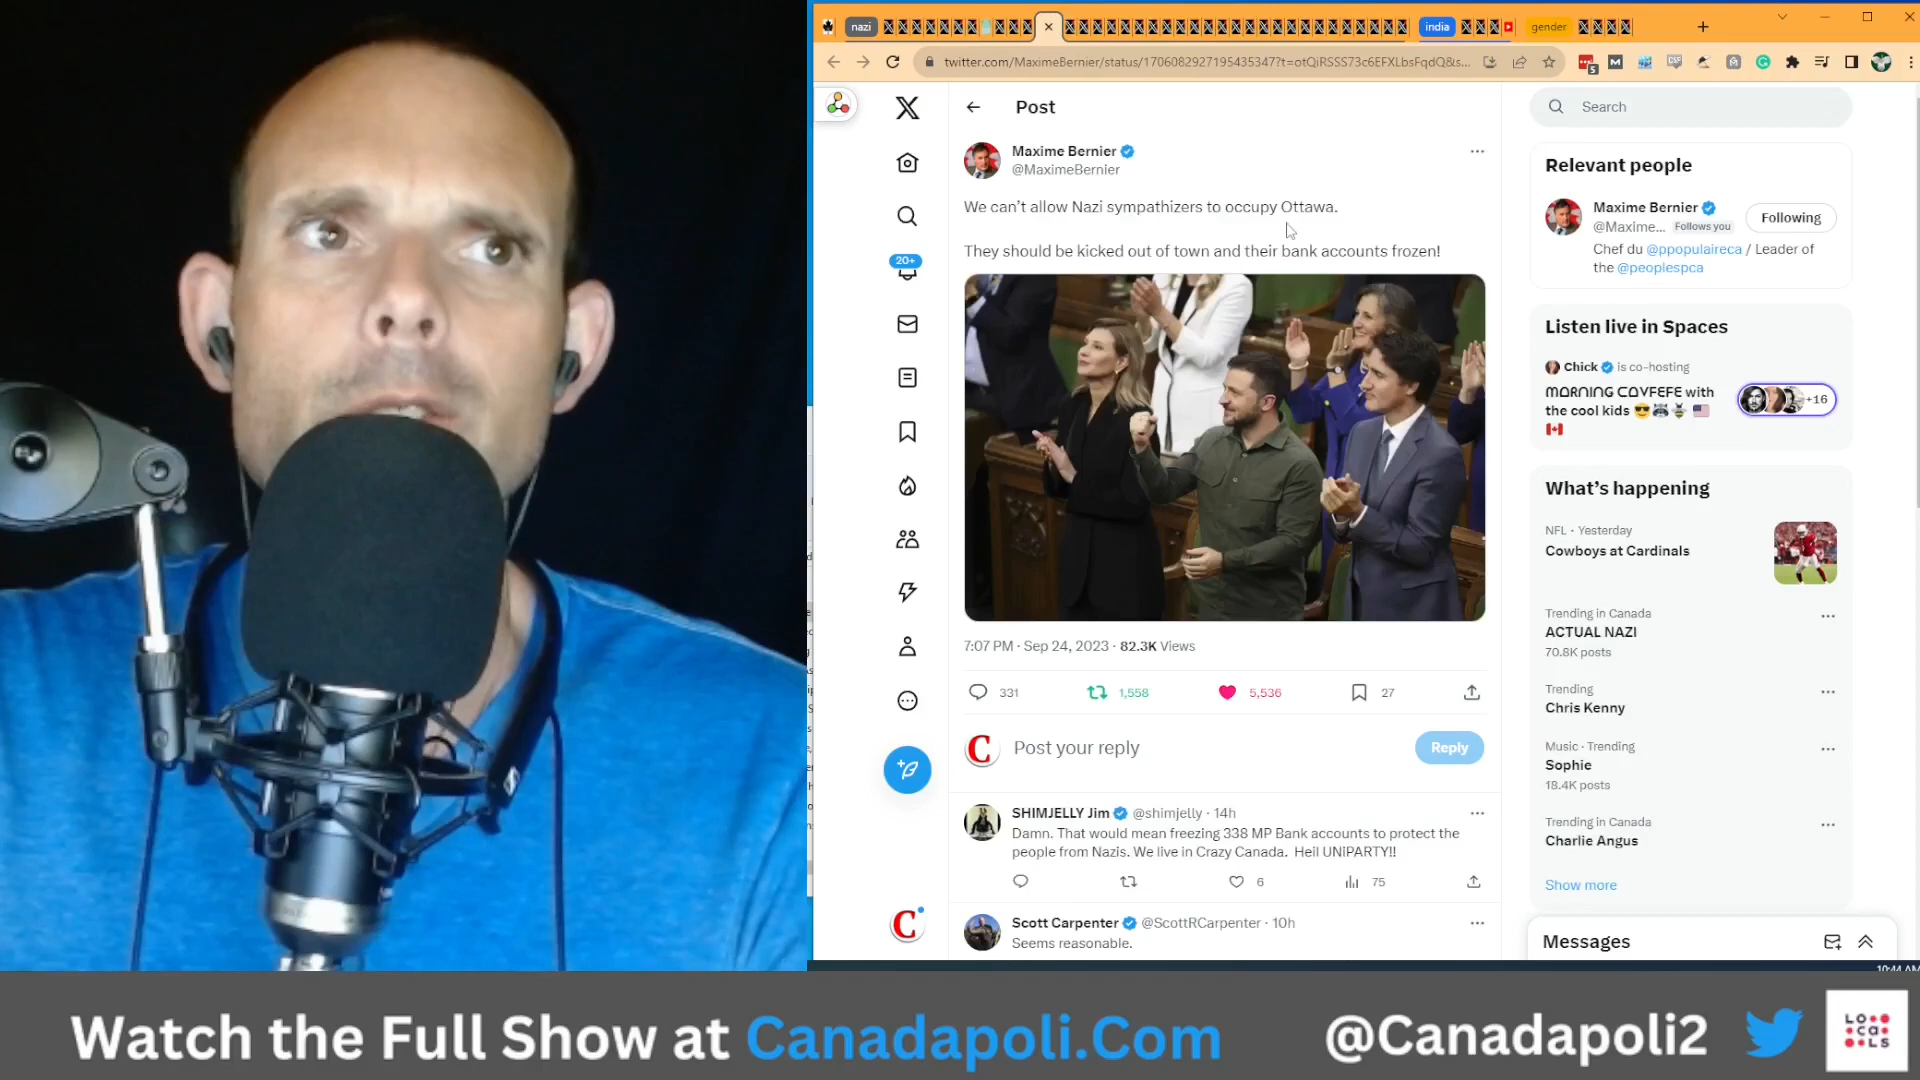 nazi
india
gender
twitter.com/MaximeBernier/status/1706082927195435347?t=otQiRSSS73c6EFXLbsFqdQ&s...
5
Post
Search
Maxime Bernier
@MaximeBernier
We can't allow Nazi sympathizers to occupy Ottawa.
They should be kicked out of town and their bank accounts frozen!
20+
7:07 PM · Sep 24, 2023 · 82.3K Views
331
1,558
5,536
27
Post your reply
Reply
SHIMJELLY Jim @shimjelly · 14h
Damn. That would mean freezing 338 MP Bank accounts to protect the
people from Nazis. We live in Crazy Canada. Heil UNIPARTY!!
6
75
Scott Carpenter @ScottRCarpenter · 10h
Seems reasonable.
Relevant people
Maxime Bernier
@Maxime... Follows you
Following
Chef du @ppopulaireca / Leader of
the @peoplespca
Listen live in Spaces
Chick is co-hosting
MORNING COVFEFE with
the cool kids
+16
What's happening
NFL · Yesterday
Cowboys at Cardinals
Trending in Canada
ACTUAL NAZI
70.8K posts
Trending
Chris Kenny
Music · Trending
Sophie
18.4K posts
Trending in Canada
Charlie Angus
Show more
Messages
10:44 AM
Watch the Full Show at Canadapoli.Com
@Canadapoli2
LO
ca
LS